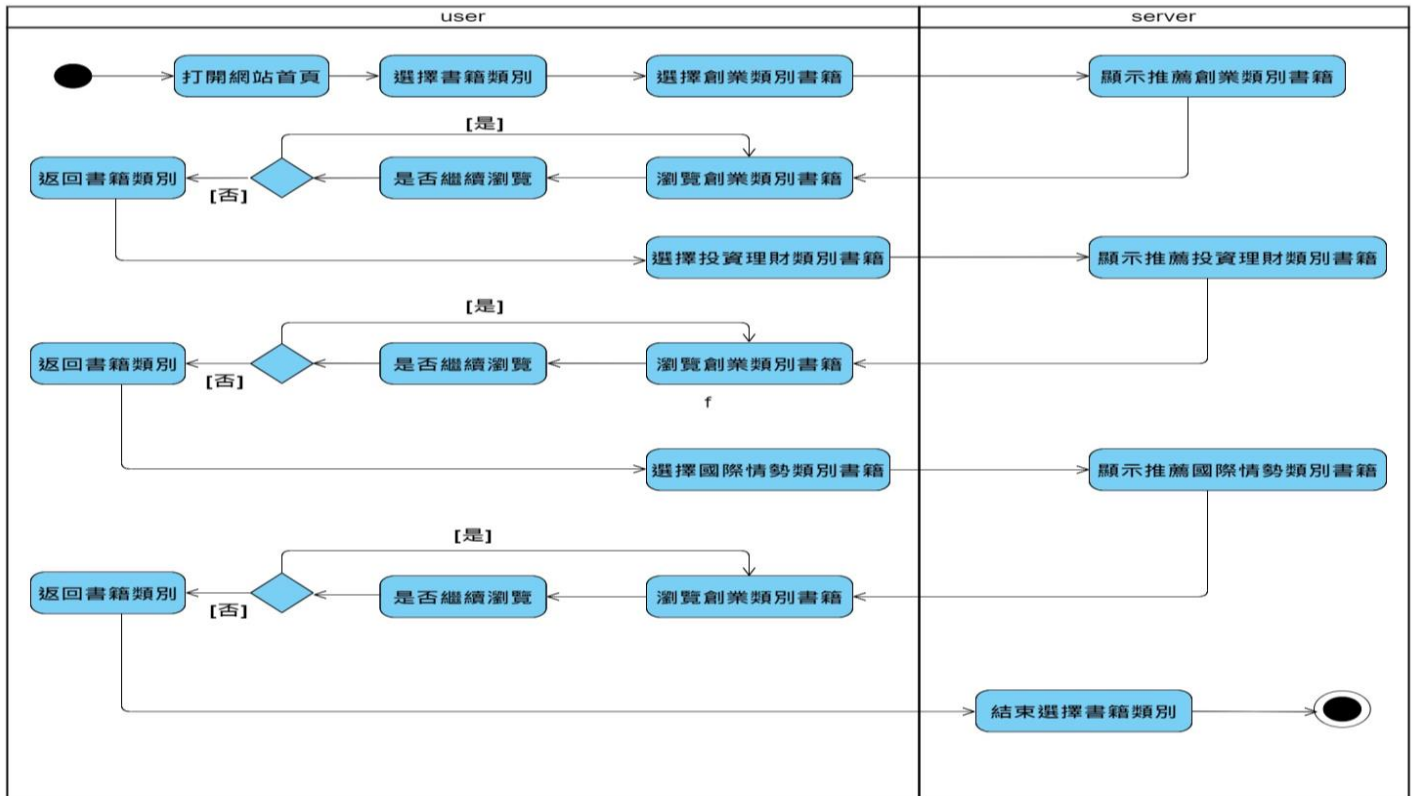 user
server
打開網站首頁
選擇書籍類別
選擇創業類別書籍
顯示推薦創業類別書籍
[是]
返回書籍類別
[否]
是否繼續瀏覽
瀏覽創業類別書籍
選擇投資理財類別書籍
顯示推薦投資理財類別書籍
[是]
返回書籍類別
[否]
是否繼續瀏覽
瀏覽創業類別書籍
f
選擇國際情勢類別書籍
顯示推薦國際情勢類別書籍
[是]
返回書籍類別
[否]
是否繼續瀏覽
瀏覽創業類別書籍
結束選擇書籍類別